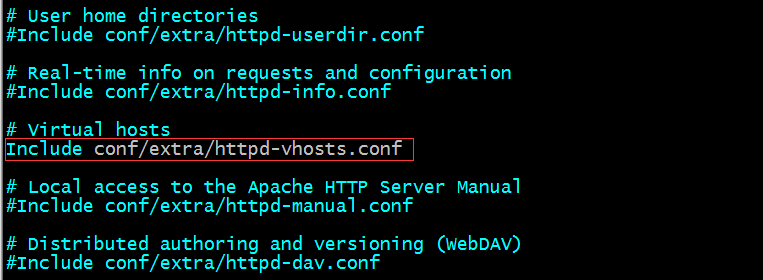 # User home directories
#Include conf/extra/httpd-userdir.conf
# Real-time info on requests and configuration
#Include conf/extra/httpd-info.conf
# Virtual hosts
Include conf/extra/httpd-vhosts.conf
# Local access to the Apache HTTP Server Manual
#Include conf/extra/httpd-manual.conf
# Distributed authoring and versioning (WebDAV)
#Include conf/extra/httpd-dav.conf